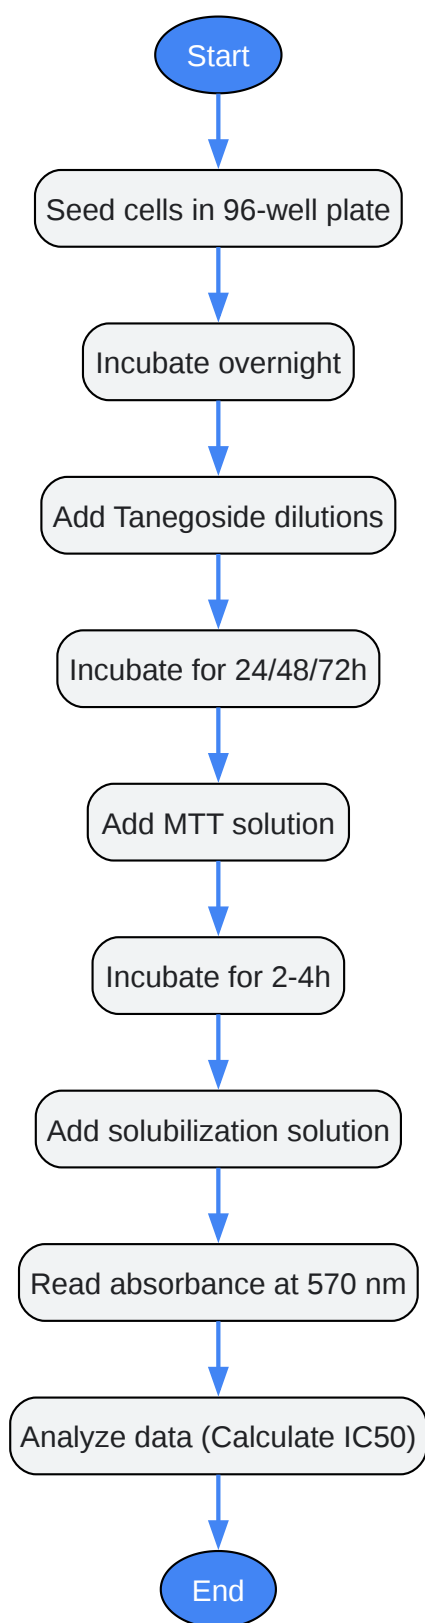 Start
Seed cells in 96-well plate
Incubate overnight
Add Tanegoside dilutions
Incubate for 24/48/72h
Add MTT solution
Incubate for 2-4h
Add solubilization solution
Read absorbance at 570 nm
Analyze data (Calculate IC50)
End